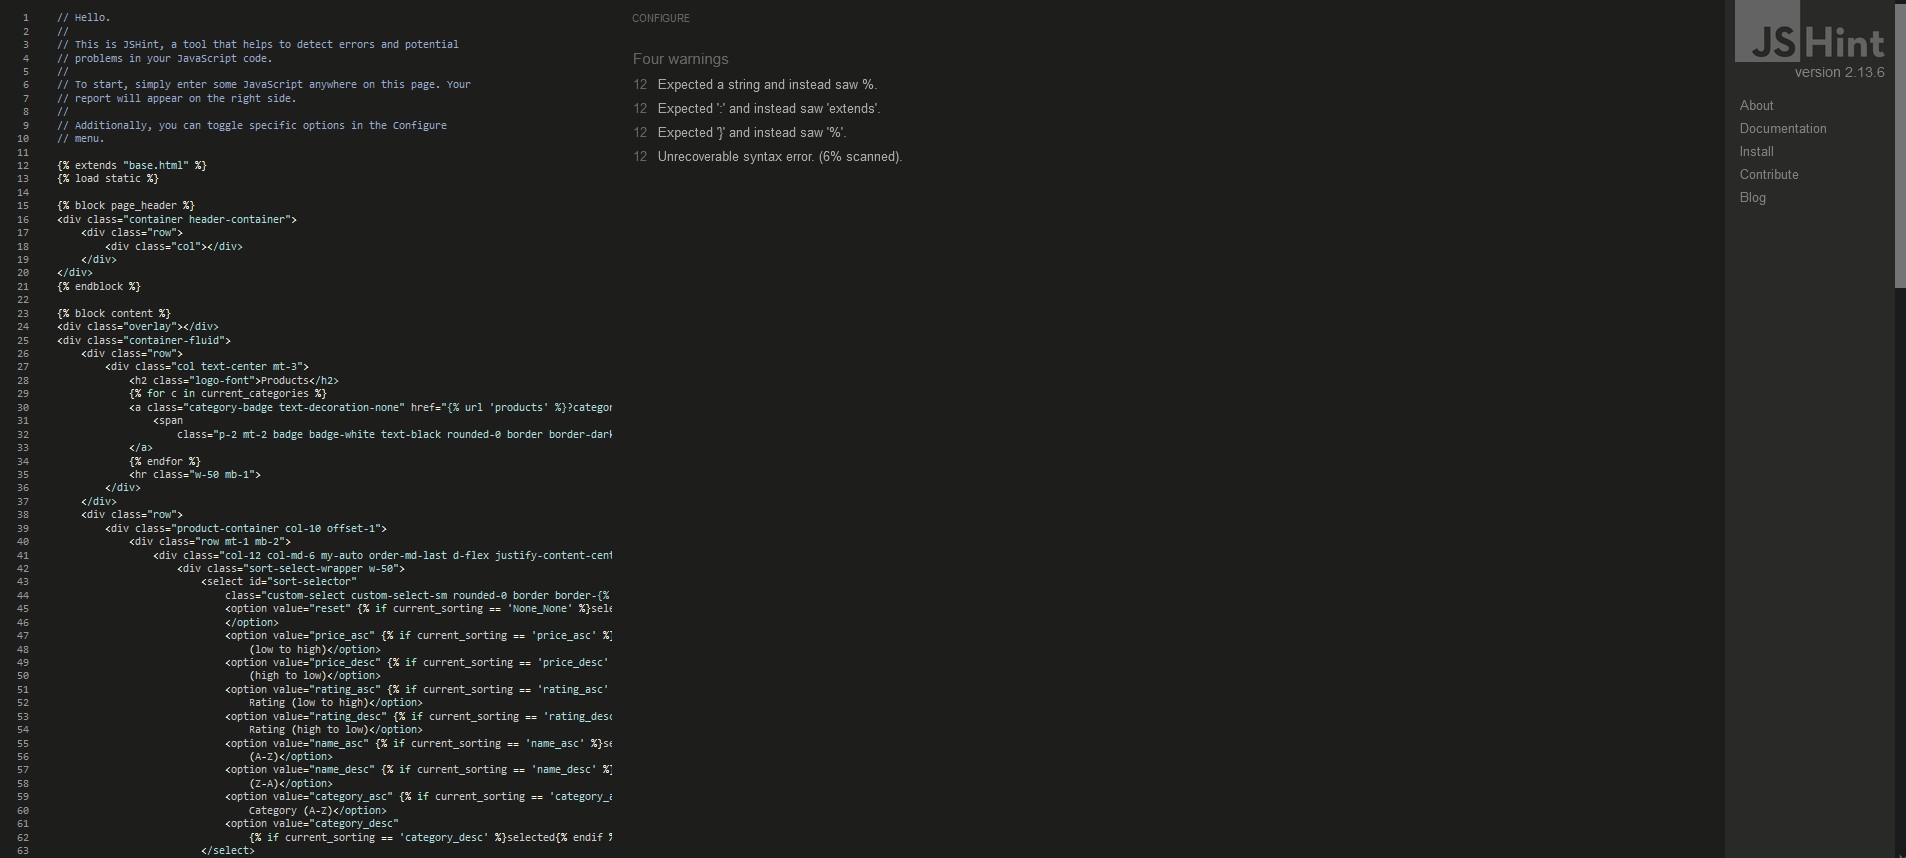 1 // Hello.
2 //
3 // This is JSHint, a tool that helps to detect errors and potential
4 // problems in your JavaScript code.
5 //
6 // To start, simply enter some JavaScript anywhere on this page. Your
7 // report will appear on the right side.
8 //
9 // Additionally, you can toggle specific options in the Configure
10 // menu.
11
12 {% extends "base.html" %}
13 {% load static %}
14
15 {% block page_header %}
16 <div class="container header-container">
17 <div class="row">
18 <div class="col"></div>
19 </div>
20 </div>
21 {% endblock %}
22
23 {% block content %}
24 <div class="overlay"></div>
25 <div class="container-fluid">
26 <div class="row">
27 <div class="col text-center mt-3">
28 <h2 class="logo-font">Products</h2>
29 {% for c in current_categories %}
30 <a class="category-badge text-decoration-none" href="{% url 'products' %}?categor
31 <span
32 class="p-2 mt-2 badge badge-white text-black rounded-0 border border-dark
33 </a>
34 {% endfor %}
35 <hr class="w-50 mb-1">
36 </div>
37 </div>
38 <div class="row">
39 <div class="product-container col-10 offset-1">
40 <div class="row mt-1 mb-2">
41 <div class="col-12 col-md-6 my-auto order-md-last d-flex justify-content-cent
42 <div class="sort-select-wrapper w-50">
43 <select id="sort-selector"
44 class="custom-select custom-select-sm rounded-0 border border-{%
45 <option value="reset" {% if current_sorting == 'None_None' %}sele
46 </option>
47 <option value="price_asc" {% if current_sorting == 'price_asc' %}
48 (low to high)</option>
49 <option value="price_desc" {% if current_sorting == 'price_desc'
50 (high to low)</option>
51 <option value="rating_asc" {% if current_sorting == 'rating_asc'
52 Rating (low to high)</option>
53 <option value="rating_desc" {% if current_sorting == 'rating_desc
54 Rating (high to low)</option>
55 <option value="name_asc" {% if current_sorting == 'name_asc' %}se
56 (A-Z)</option>
57 <option value="name_desc" {% if current_sorting == 'name_desc' %}
58 (Z-A)</option>
59 <option value="category_asc" {% if current_sorting == 'category_a
60 Category (A-Z)</option>
61 <option value="category_desc"
62 {% if current_sorting == 'category_desc' %}selected{% endif %
63 </select>
CONFIGURE
Four warnings
12 Expected a string and instead saw %.
12 Expected ':' and instead saw 'extends'.
12 Expected '}' and instead saw '%'.
12 Unrecoverable syntax error. (6% scanned).
JSHint
version 2.13.6
About
Documentation
Install
Contribute
Blog